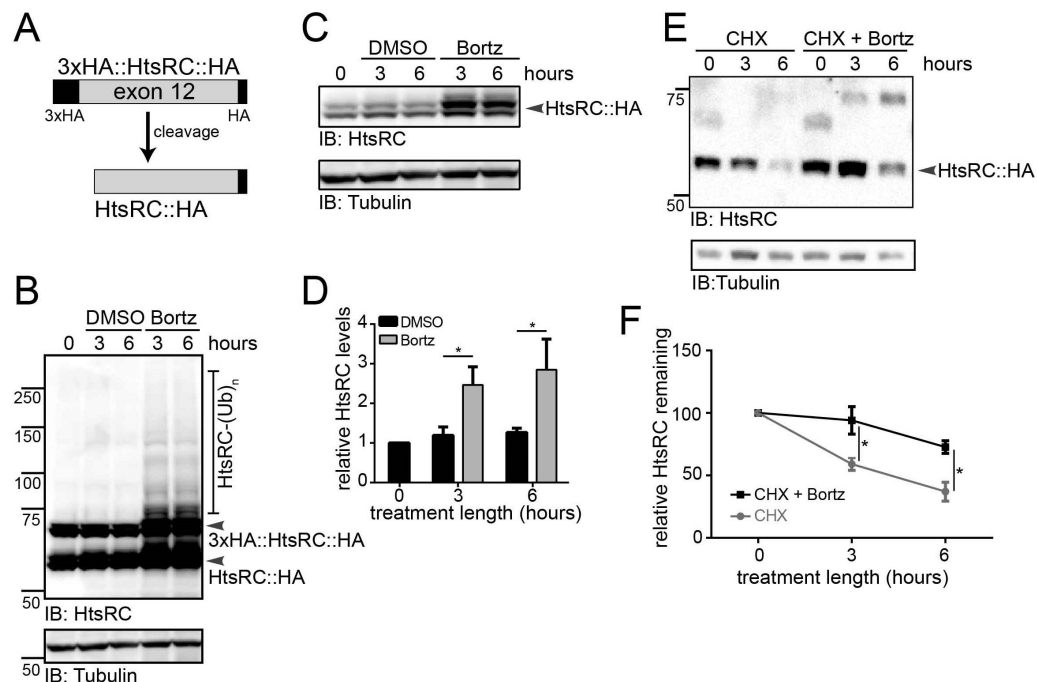 A
3xHA::HtsRC::HA
exon 12
3xHA
HA
cleavage
HtsRC::HA
B
DMSO Bortz
0 3 6 3 6 hours
250
150
100
75
50
HtsRC-(Ub)n
3xHA::HtsRC::HA
HtsRC::HA
IB: HtsRC
50
IB: Tubulin
C
DMSO Bortz
0 3 6 3 6 hours
HtsRC::HA
IB: HtsRC
IB: Tubulin
D
relative HtsRC levels
4
3
2
1
0
DMSO
Bortz
*
*
0 3 6
treatment length (hours)
E
CHX CHX + Bortz
0 3 6 0 3 6 hours
75
50
HtsRC::HA
IB: HtsRC
IB:Tubulin
F
relative HtsRC remaining
150
100
50
0
*
*
CHX + Bortz
CHX
0 3 6
treatment length (hours)